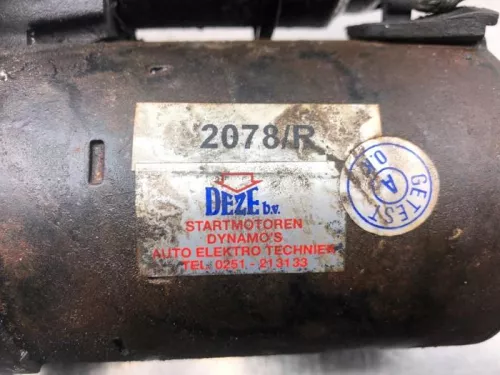 2078/R
DEZE b.v.
STARTMOTOREN
DYNAMO'S
AUTO ELEKTRO TECHNIEK
TEL. 0251 - 213133
GETEST
A
O.K.